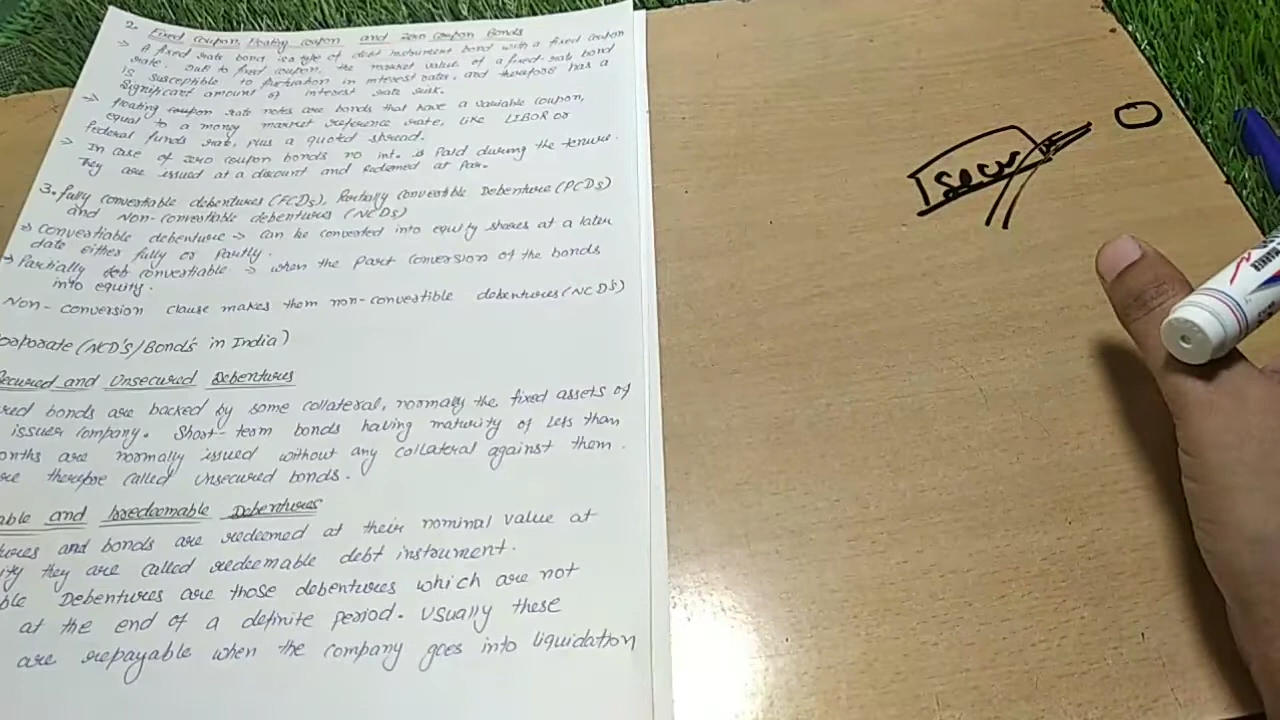 2. Fixed Coupon, Floating coupon and Zero Coupon Bonds
→ A fixed rate bond is a type of debt instrument bond with a fixed coupon
rate. Due to fixed coupon, the market value of a fixed-rate bond
is susceptible to fluctuation in interest rates, and therefore has a
significant amount of interest rate risk.
→ floating coupon rate notes are bonds that have a variable coupon,
equal to a money market reference rate, like LIBOR or
federal funds rate, plus a quoted spread.
→ In case of zero coupon bonds no int. is paid during the tenure.
They are issued at a discount and redeemed at Par.
3. fully convertiable debentures (FCDs), Partially convertible Debenture (PCDs)
and Non-Convertiable debentures (NCDs)
→ Convertiable debenture → can be converted into equity shares at a later
date either fully or Partly.
→ Partially deb convertiable → when the part conversion of the bonds
into equity.
Non-conversion clause makes them non-convertible debentures (NCD's)
orporate (NCD's/Bonds in India)
ecured and Unsecured Debentures
red bonds are backed by some collateral, normally the fixed assets of
issuer company. Short-term bonds having maturity of less than
onths are normally issued without any collateral against them.
re therefore called unsecured bonds.
able and Irredeemable Debentures
tures and bonds are redeemed at their nominal value at
ity they are called redeemable debt instrument.
ble Debentures are those debentures which are not
at the end of a definite period. Usually these
are repayable when the company goes into liquidation